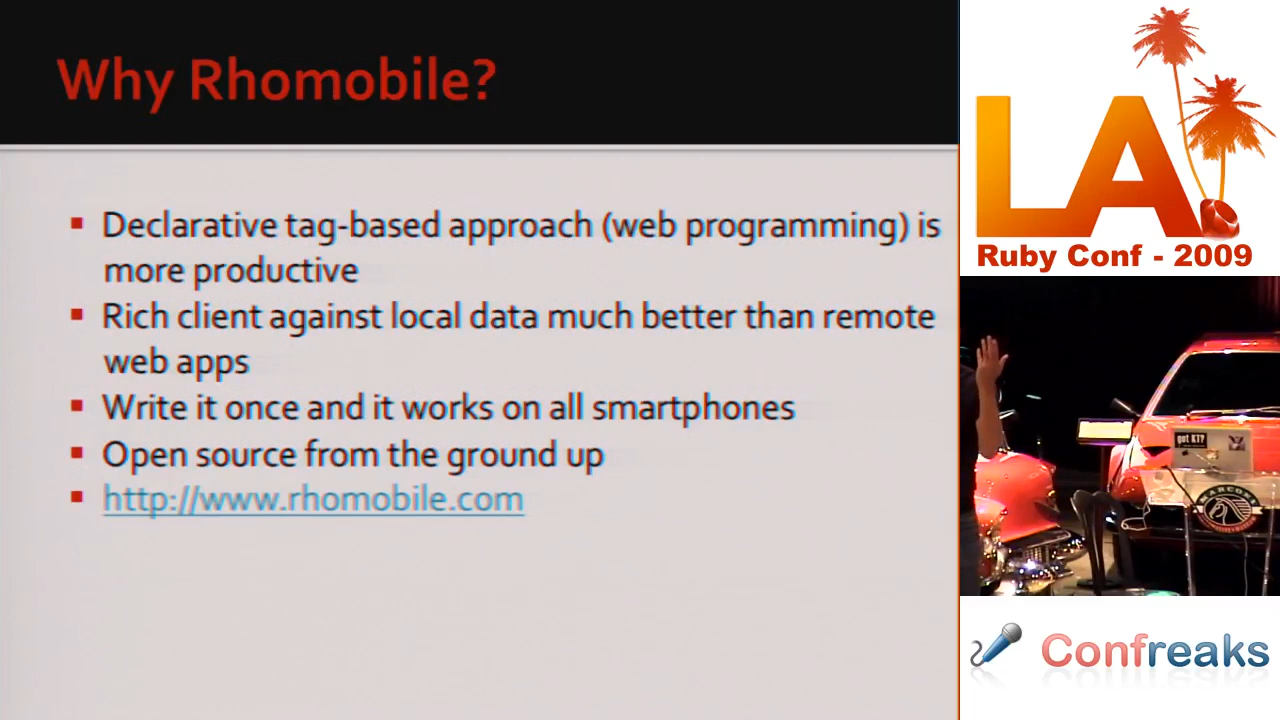 Why Rhomobile?
Declarative tag-based approach (web programming) is
more productive
Rich client against local data much better than remote
web apps
Write it once and it works on all smartphones
Open source from the ground up
http://www.rhomobile.com
LA
Ruby Conf - 2009
got KT?
MARCONI
Confreaks